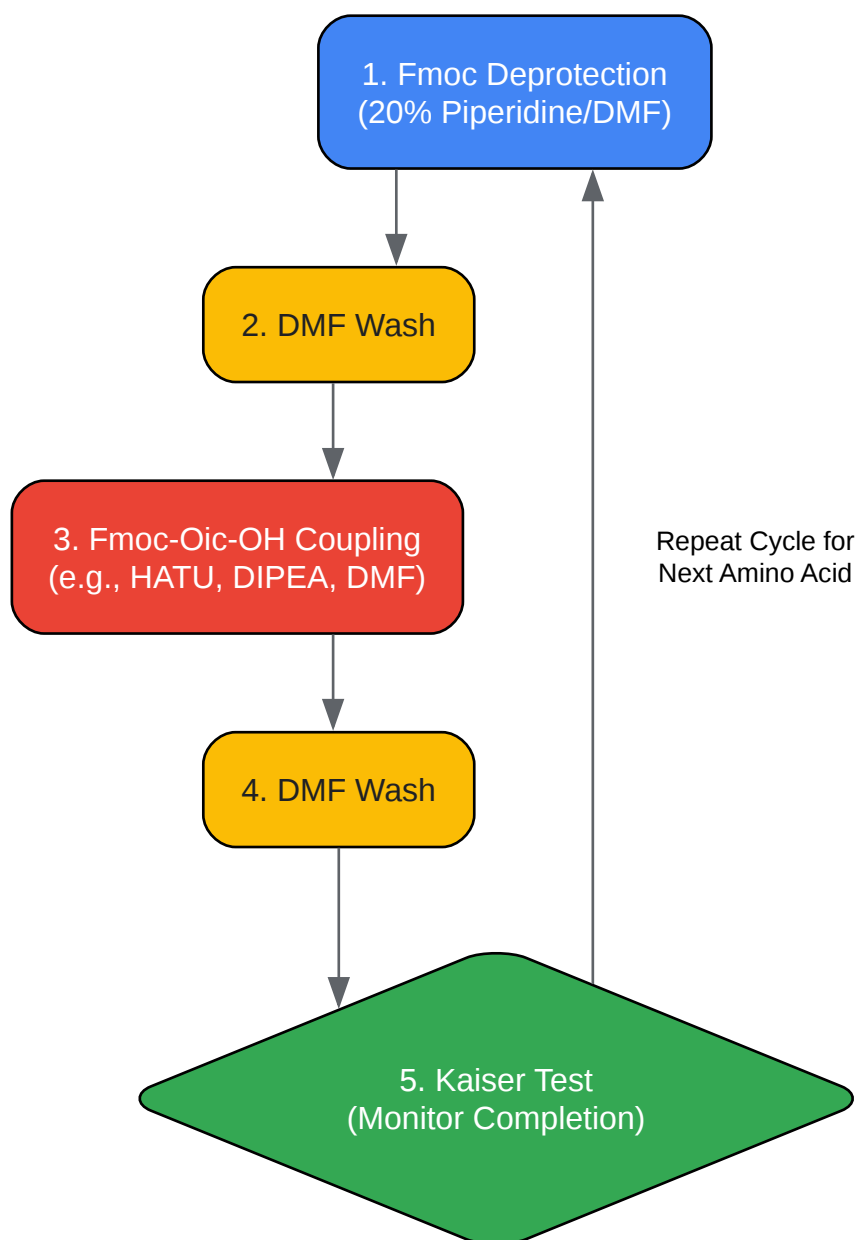 1. Fmoc Deprotection
(20% Piperidine/DMF)
2. DMF Wash
3. Fmoc-Oic-OH Coupling
(e.g., HATU, DIPEA, DMF)
Repeat Cycle for
Next Amino Acid
4. DMF Wash
5. Kaiser Test
(Monitor Completion)